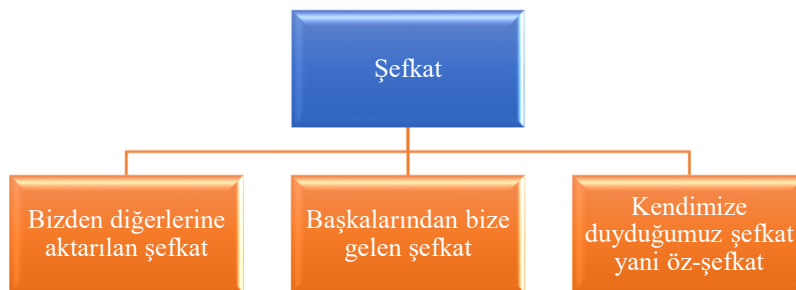 Şefkat
Bizden diğerlerine
aktarılan şefkat
Başkalarından bize
gelen şefkat
Kendimize
duyduğumuz şefkat
yani öz-şefkat